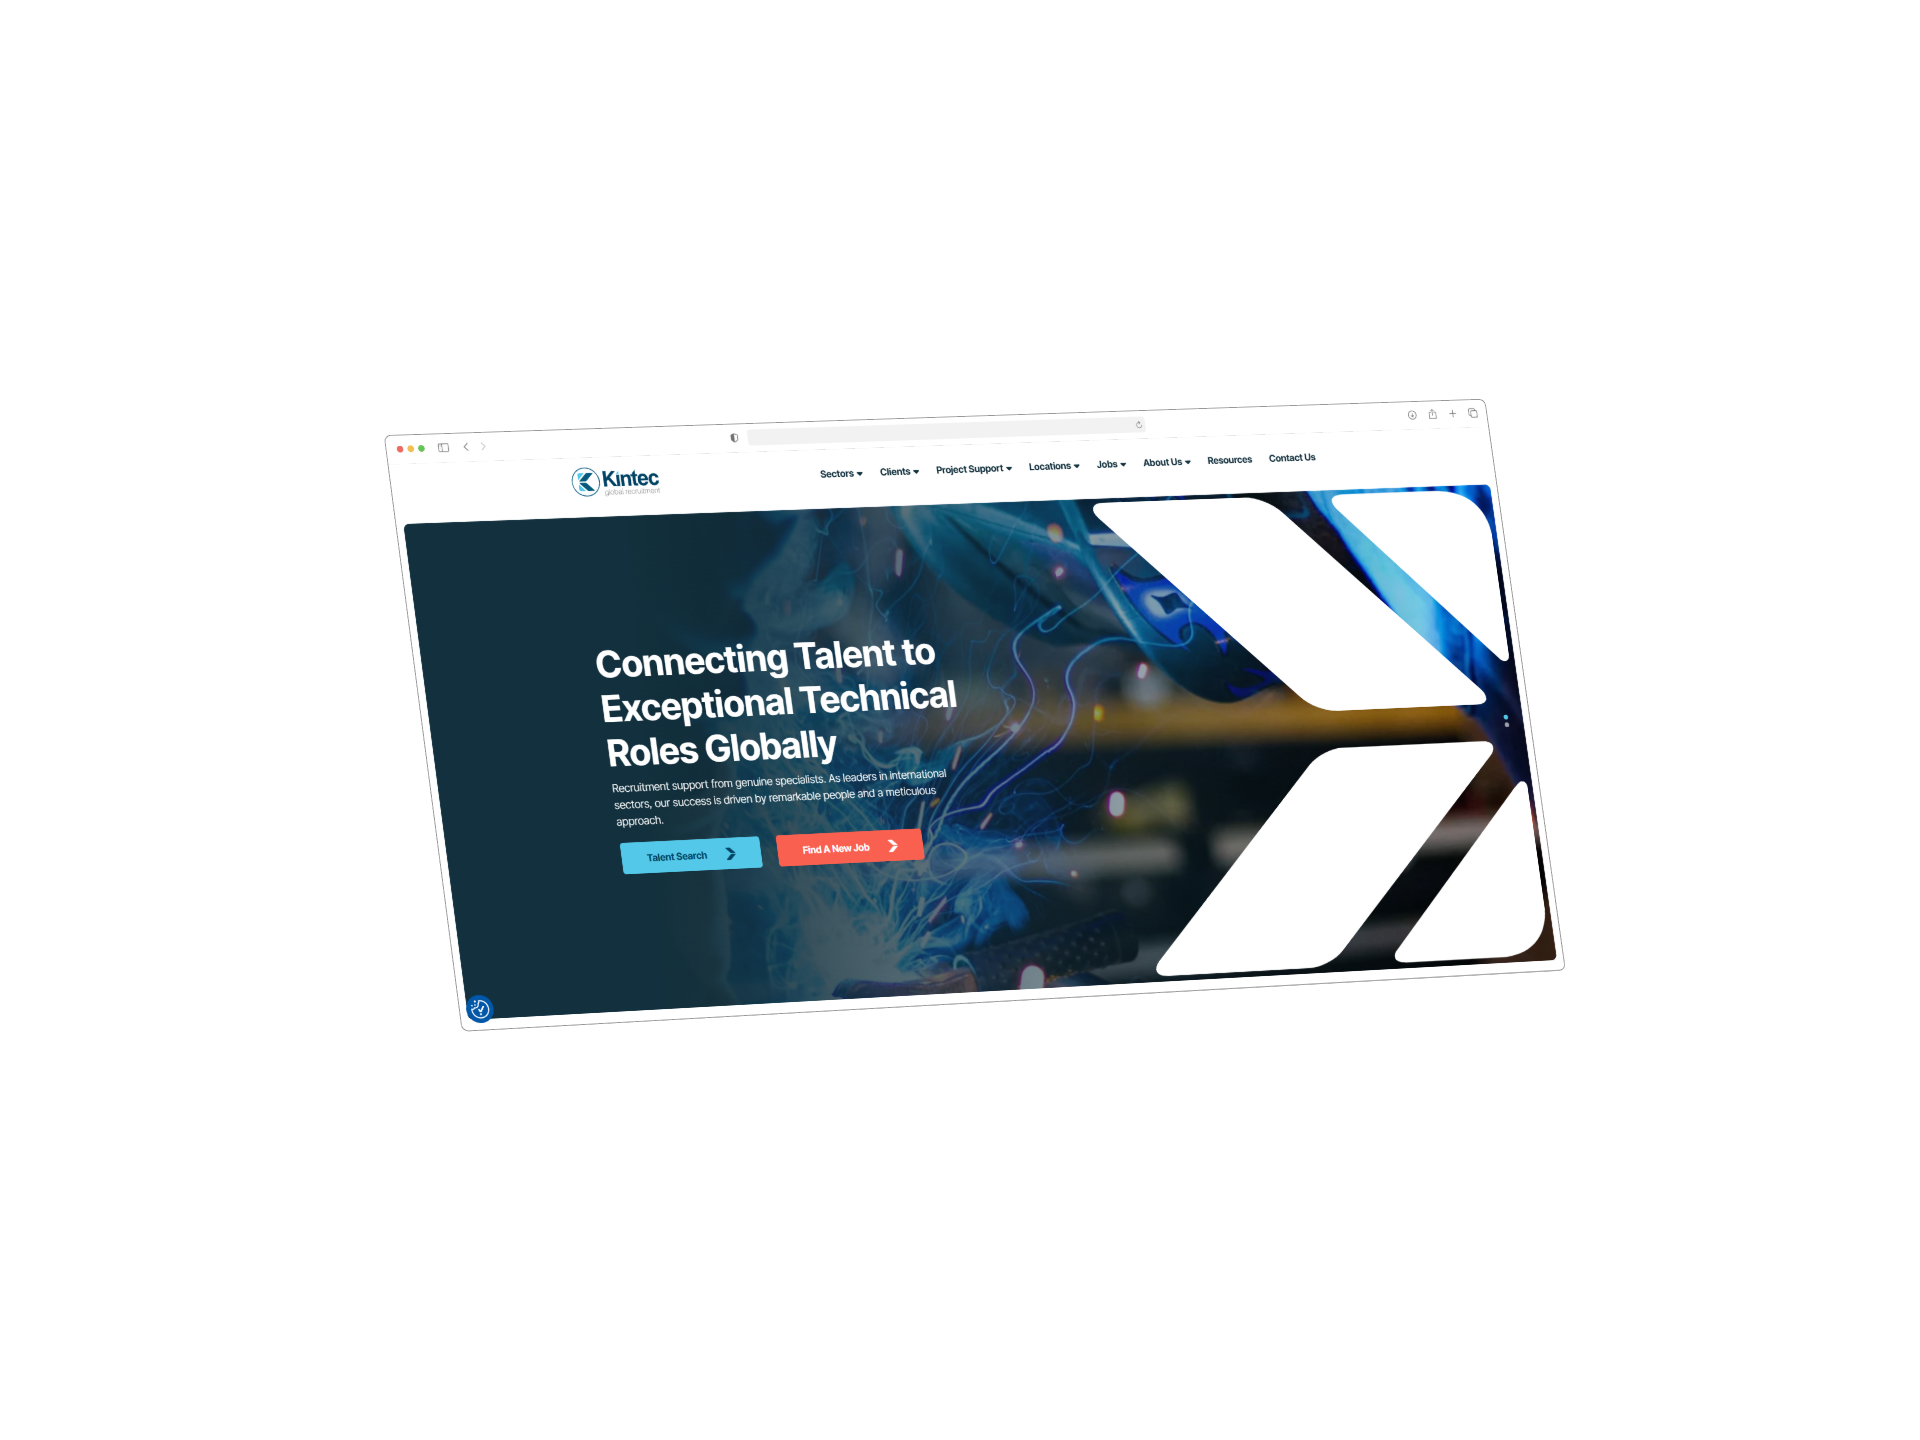 Kintec
global recruitment
Sectors Clients Project Support Locations Jobs About Us Resources Contact Us
Connecting Talent to
Exceptional Technical
Roles Globally
Recruitment support from genuine specialists. As leaders in international
sectors, our success is driven by remarkable people and a meticulous
approach.
Talent Search
Find A New Job